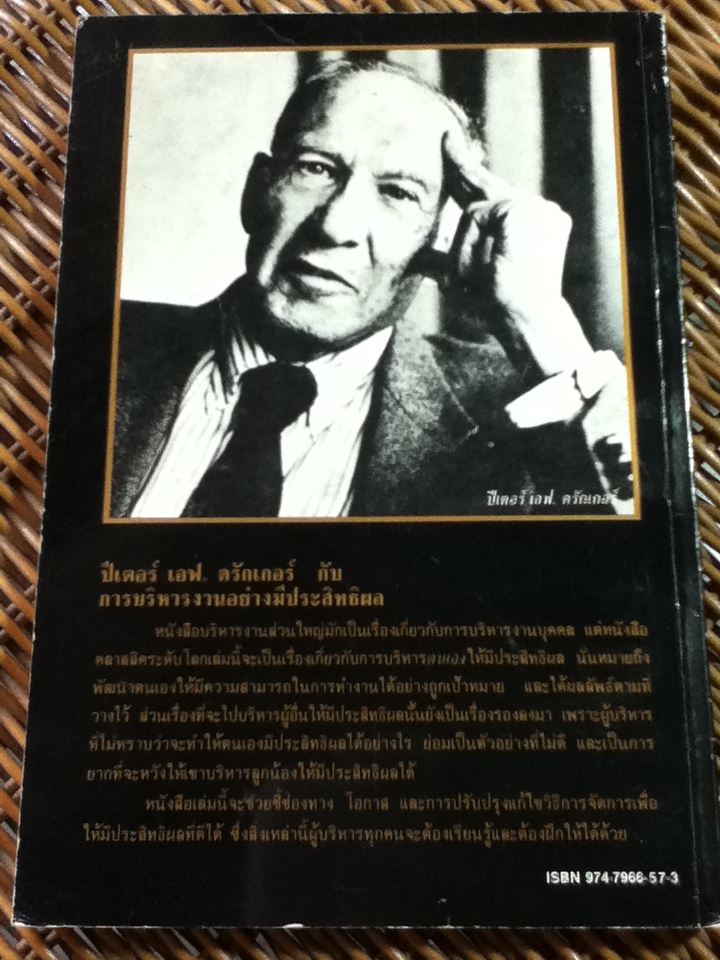 ปีเตอร์ เอฟ. ดรักเกอร์
ปีเตอร์ เอฟ. ดรักเกอร์ กับ
การบริหารงานอย่างมีประสิทธิผล
หนังสือบริหารงานส่วนใหญ่มักเป็นเรื่องเกี่ยวกับการบริหารงานบุคคล แต่หนังสือ
คลาสสิคระดับโลกเล่มนี้จะเป็นเรื่องเกี่ยวกับการบริหารตนเองให้มีประสิทธิผล นั่นหมายถึง
พัฒนาตนเองให้มีความสามารถในการทำงานได้อย่างถูกเป้าหมาย และได้ผลลัพธ์ตามที่
วางไว้ ส่วนเรื่องที่จะไปบริหารผู้อื่นให้มีประสิทธิผลนั้นยังเป็นเรื่องรองลงมา เพราะผู้บริหาร
ที่ไม่ทราบว่าจะทำให้ตนเองมีประสิทธิผลได้อย่างไร ย่อมเป็นตัวอย่างที่ไม่ดี และเป็นการ
ยากที่จะหวังให้เขาบริหารลูกน้องให้มีประสิทธิผลได้
หนังสือเล่มนี้จะช่วยชี้ช่องทาง โอกาส และการปรับปรุงแก้ไขวิธีการจัดการเพื่อ
ให้มีประสิทธิผลที่ดีได้ ซึ่งสิ่งเหล่านี้ผู้บริหารทุกคนจะต้องเรียนรู้และต้องฝึกให้ได้ด้วย
ISBN 974-7966-57-3